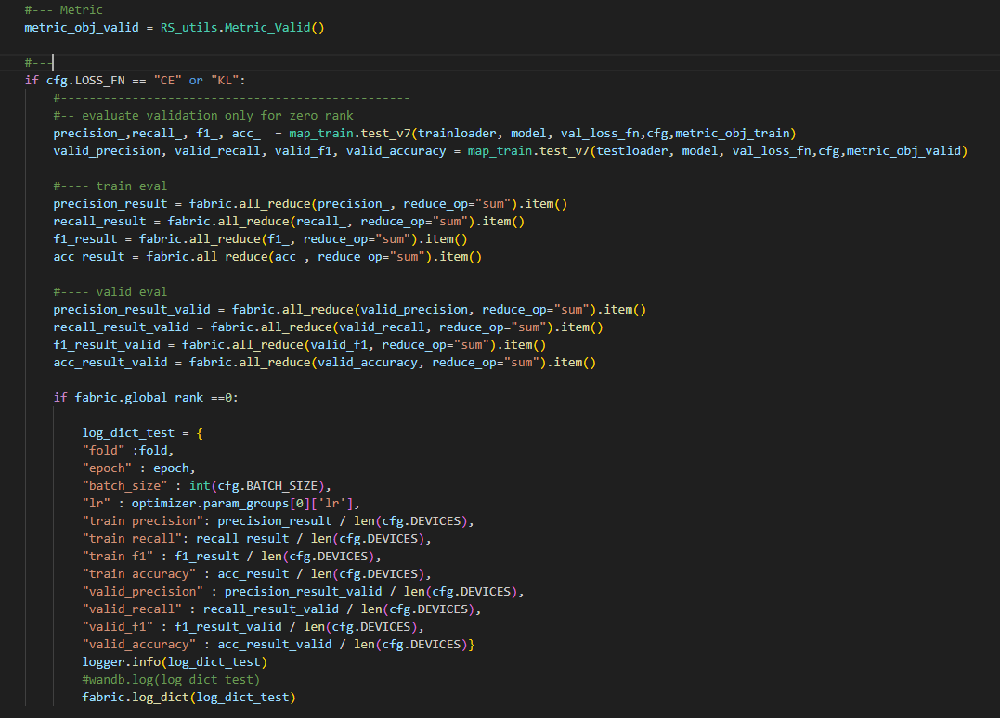 #--- Metric
metric_obj_valid = RS_utils.Metric_Valid()
#---
if cfg.LOSS_FN == "CE" or "KL":
#-------------------------------------------------
#-- evaluate validation only for zero rank
precision_,recall_, f1_, acc_  = map_train.test_v7(trainloader, model, val_loss_fn,cfg,metric_obj_train)
valid_precision, valid_recall, valid_f1, valid_accuracy = map_train.test_v7(testloader, model, val_loss_fn,cfg,metric_obj_valid)
#---- train eval
precision_result = fabric.all_reduce(precision_, reduce_op="sum").item()
recall_result = fabric.all_reduce(recall_, reduce_op="sum").item()
f1_result = fabric.all_reduce(f1_, reduce_op="sum").item()
acc_result = fabric.all_reduce(acc_, reduce_op="sum").item()
#---- valid eval
precision_result_valid = fabric.all_reduce(valid_precision, reduce_op="sum").item()
recall_result_valid = fabric.all_reduce(valid_recall, reduce_op="sum").item()
f1_result_valid = fabric.all_reduce(valid_f1, reduce_op="sum").item()
acc_result_valid = fabric.all_reduce(valid_accuracy, reduce_op="sum").item()
if fabric.global_rank ==0:
log_dict_test = {
"fold" :fold,
"epoch" : epoch,
"batch_size" : int(cfg.BATCH_SIZE),
"lr" : optimizer.param_groups[0]['lr'],
"train precision": precision_result / len(cfg.DEVICES),
"train recall": recall_result / len(cfg.DEVICES),
"train f1" : f1_result / len(cfg.DEVICES),
"train accuracy" : acc_result / len(cfg.DEVICES),
"valid_precision" : precision_result_valid / len(cfg.DEVICES),
"valid_recall" : recall_result_valid / len(cfg.DEVICES),
"valid_f1" : f1_result_valid / len(cfg.DEVICES),
"valid_accuracy" : acc_result_valid / len(cfg.DEVICES)}
logger.info(log_dict_test)
#wandb.log(log_dict_test)
fabric.log_dict(log_dict_test)